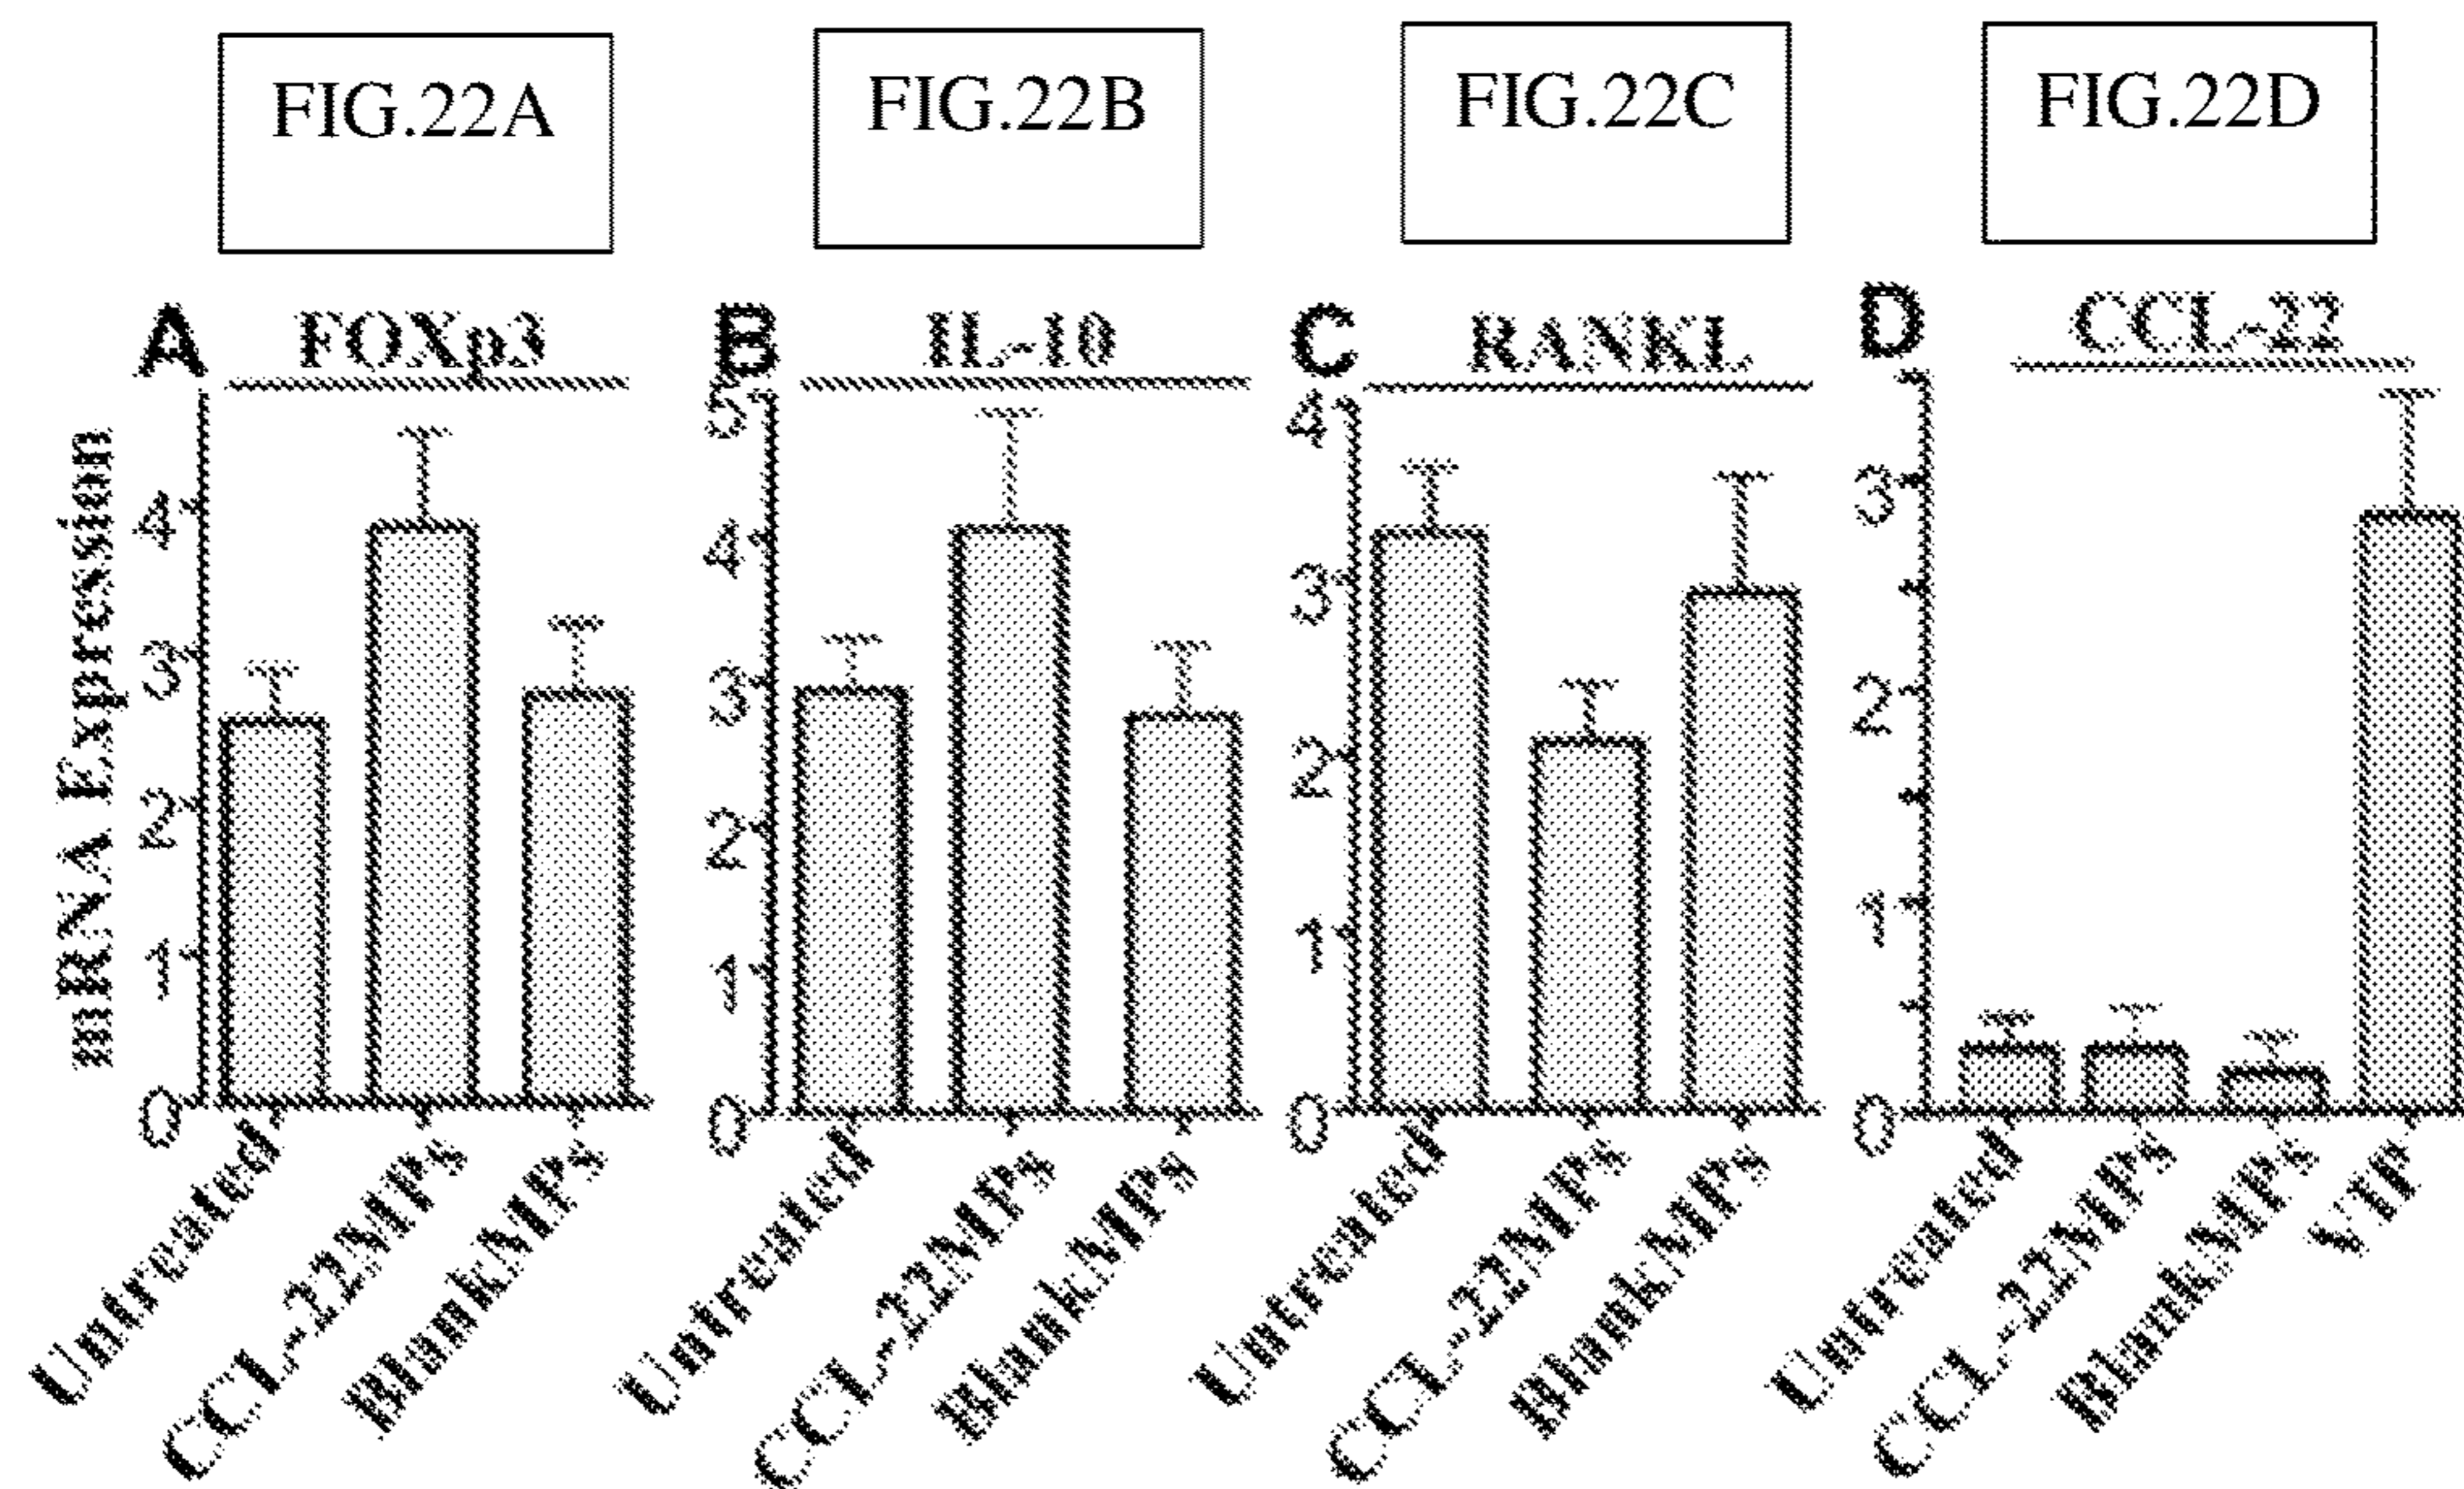 FIG.22A
FIG.22B
FIG.22C
FIG.22D
A FOXp3
B IL-10
C RANKL
D CCL-22
mRNA Expression
4
3
2
1
0
Untreated
CCL-22MPs
BlankMPs
5
4
3
2
1
0
Untreated
CCL-22MPs
BlankMPs
4
3
2
1
0
Untreated
CCL-22MPs
BlankMPs
3
2
1
0
Untreated
CCL-22MPs
BlankMPs
VIP